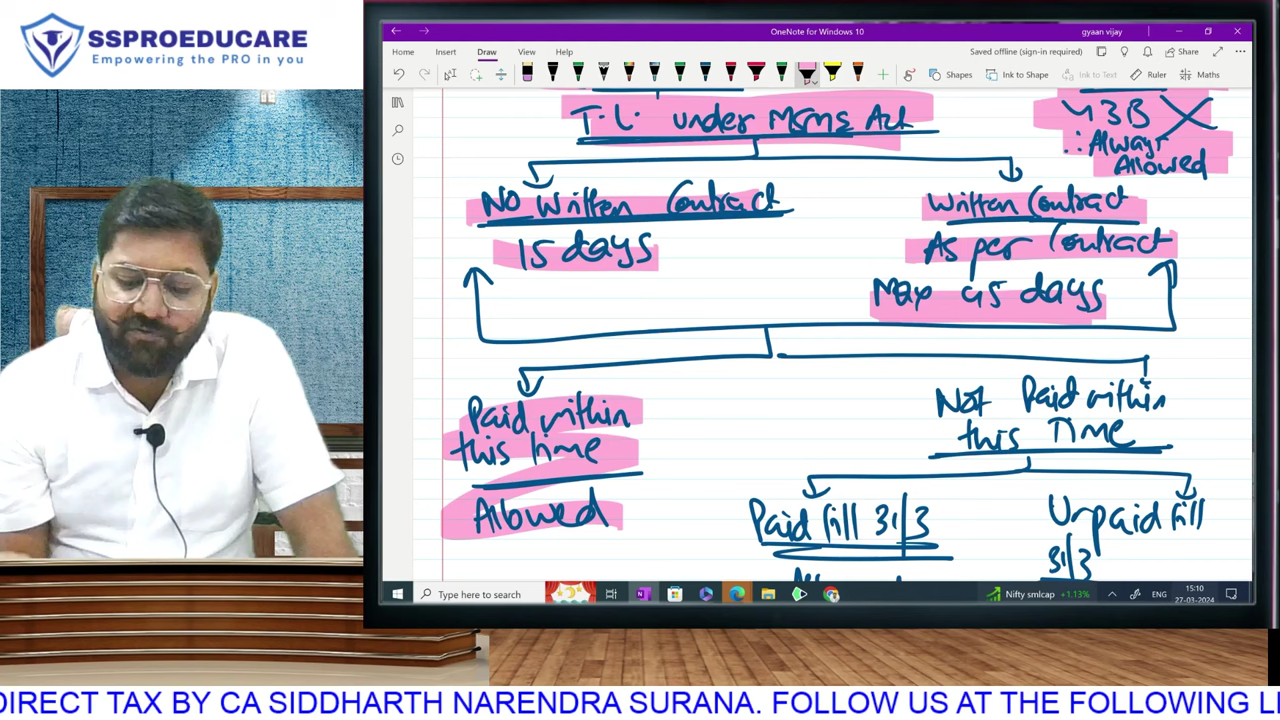 SSPROEDUCARE
Empowering the PRO in you
OneNote for Windows 10
gyaan vijay
Home Insert Draw View Help
Saved offline (sign-in required)
Share
Shapes
Ink to Shape
Ink to Text
Ruler
Maths
T.L. under MSME Act
43B X
∴ Always
Allowed
No Written Contract
15 days
Written Contract
As per Contract
Max 45 days
Paid within
this time
Allowed
Not Paid within
this Time
Paid till 31/3
Unpaid till
31/3
Type here to search
Nifty smlcap +1.13%
ENG
15:10
27-03-2024
DIRECT TAX BY CA SIDDHARTH NARENDRA SURANA. FOLLOW US AT THE FOLLOWING